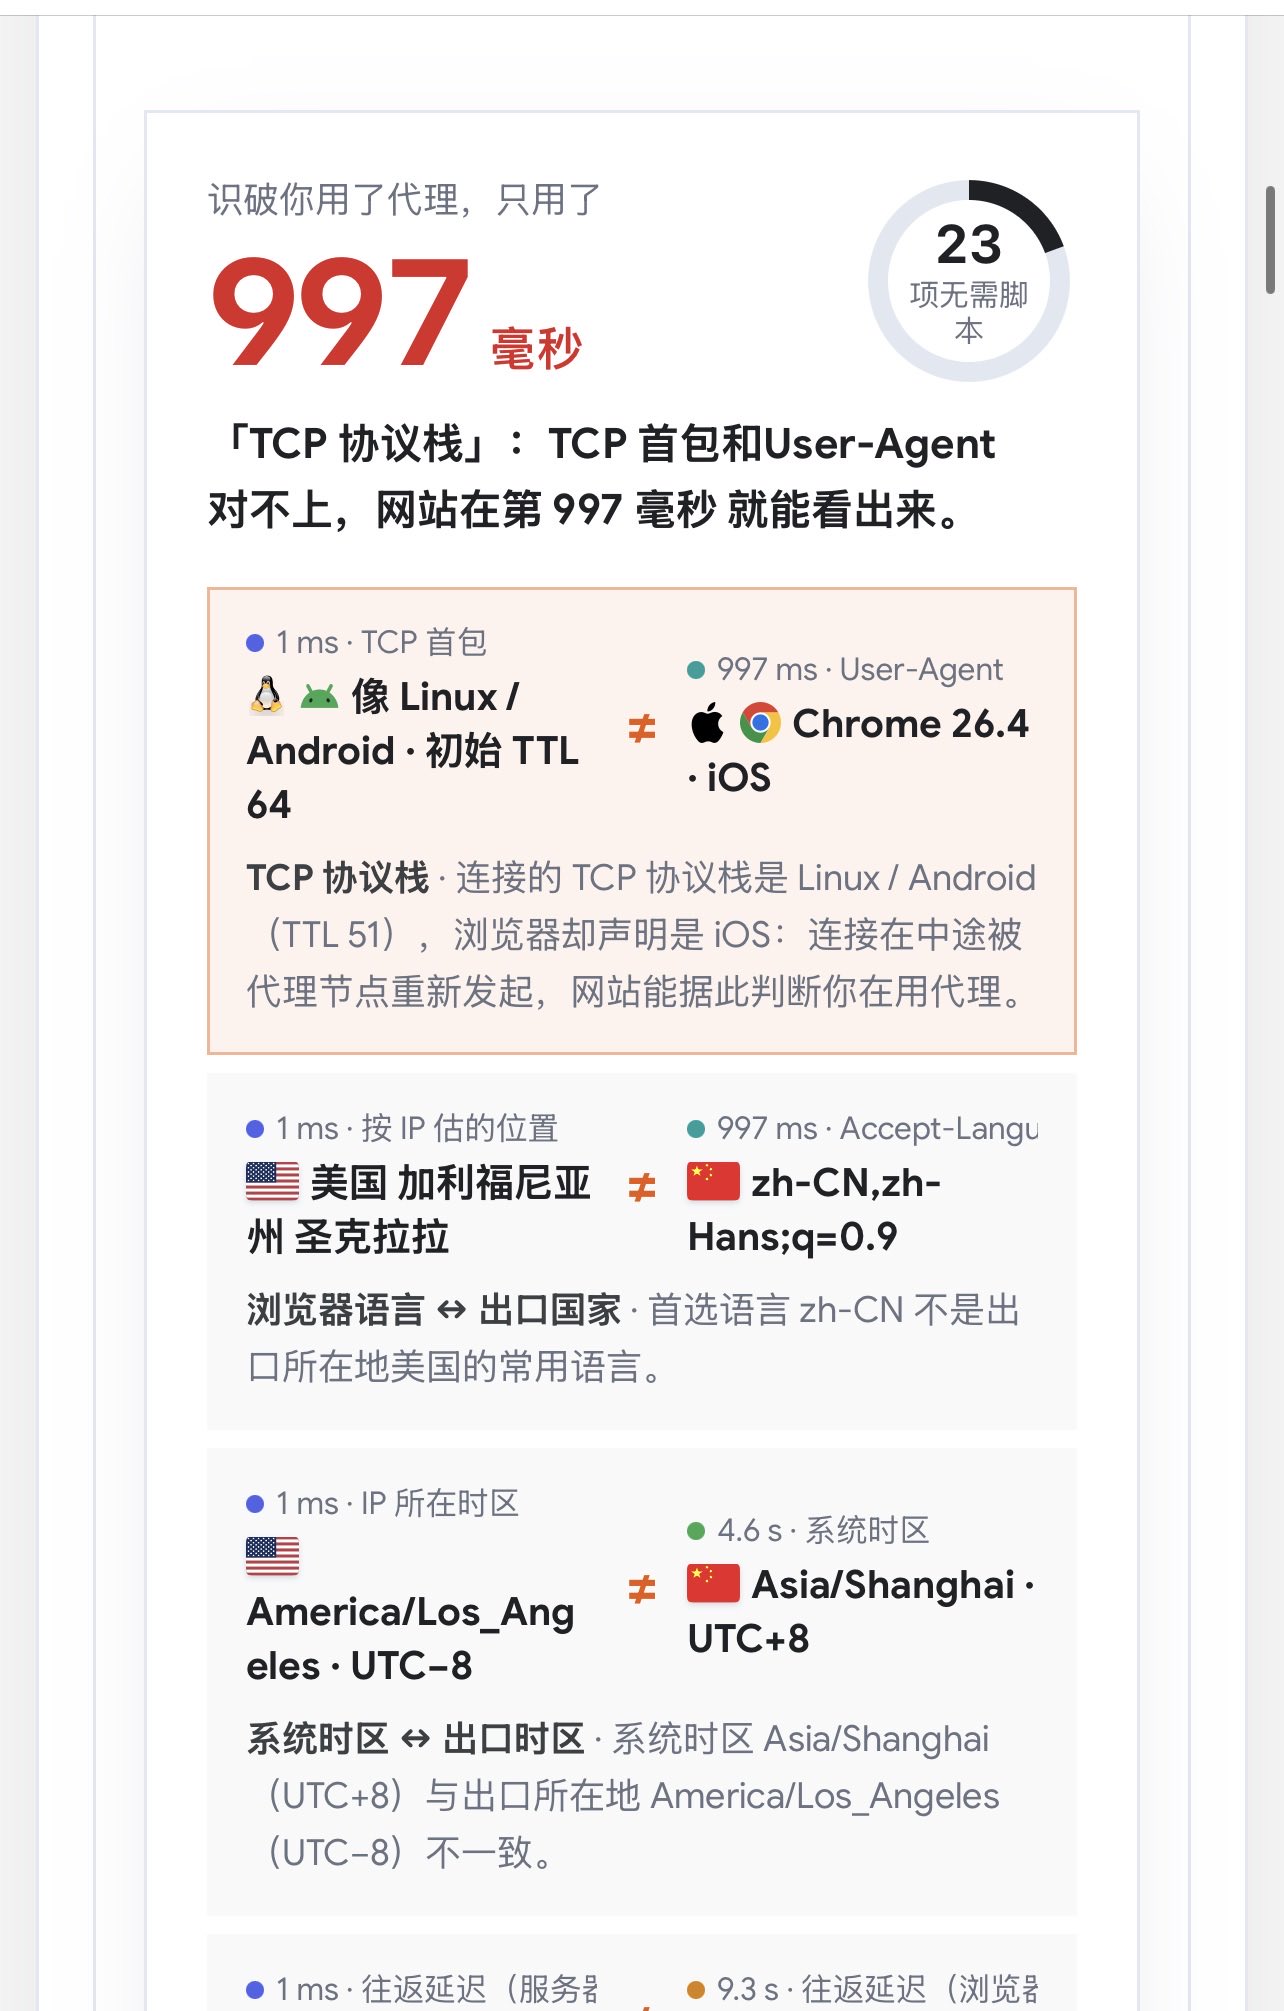 识破你用了代理，只用了
997 毫秒
23
项无需脚
本
「TCP 协议栈」：TCP 首包和User-Agent
对不上，网站在第 997 毫秒 就能看出来。
1 ms · TCP 首包
像 Linux /
Android · 初始 TTL
64
≠
997 ms · User-Agent
Chrome 26.4
· iOS
TCP 协议栈 · 连接的 TCP 协议栈是 Linux / Android
（TTL 51），浏览器却声明是 iOS：连接在中途被
代理节点重新发起，网站能据此判断你在用代理。
1 ms · 按 IP 估的位置
美国 加利福尼亚
州 圣克拉拉
≠
997 ms · Accept-Langu
zh-CN,zh-
Hans;q=0.9
浏览器语言 ↔ 出口国家 · 首选语言 zh-CN 不是出
口所在地美国的常用语言。
1 ms · IP 所在时区
America/Los_Ang
eles · UTC−8
≠
4.6 s · 系统时区
Asia/Shanghai ·
UTC+8
系统时区 ↔ 出口时区 · 系统时区 Asia/Shanghai
（UTC+8）与出口所在地 America/Los_Angeles
（UTC−8）不一致。
1 ms · 往返延迟（服务器
9.3 s · 往返延迟（浏览器